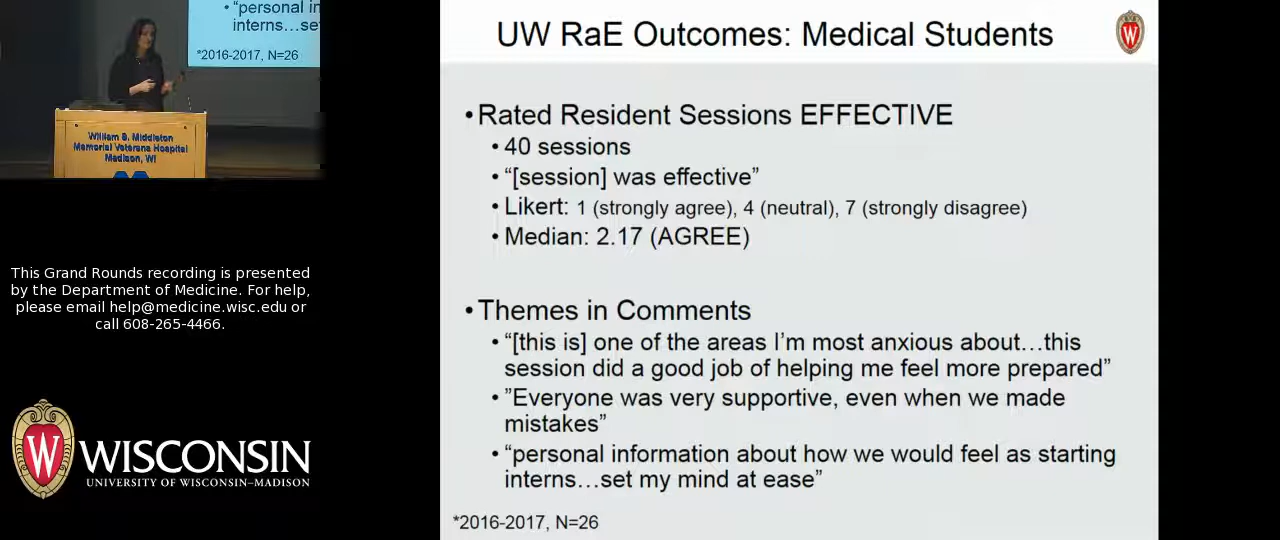 • “personal in
interns…set
*2016-2017, N=26
William S. Middleton
Memorial Veterans Hospital
Madison, WI
This Grand Rounds recording is presented
by the Department of Medicine. For help,
please email help@medicine.wisc.edu or
call 608-265-4466.
W
WISCONSIN
UNIVERSITY OF WISCONSIN–MADISON
UW RaE Outcomes: Medical Students
W
• Rated Resident Sessions EFFECTIVE
• 40 sessions
• “[session] was effective”
• Likert: 1 (strongly agree), 4 (neutral), 7 (strongly disagree)
• Median: 2.17 (AGREE)
• Themes in Comments
• “[this is] one of the areas I’m most anxious about…this
session did a good job of helping me feel more prepared”
• ”Everyone was very supportive, even when we made
mistakes”
• “personal information about how we would feel as starting
interns…set my mind at ease”
*2016-2017, N=26